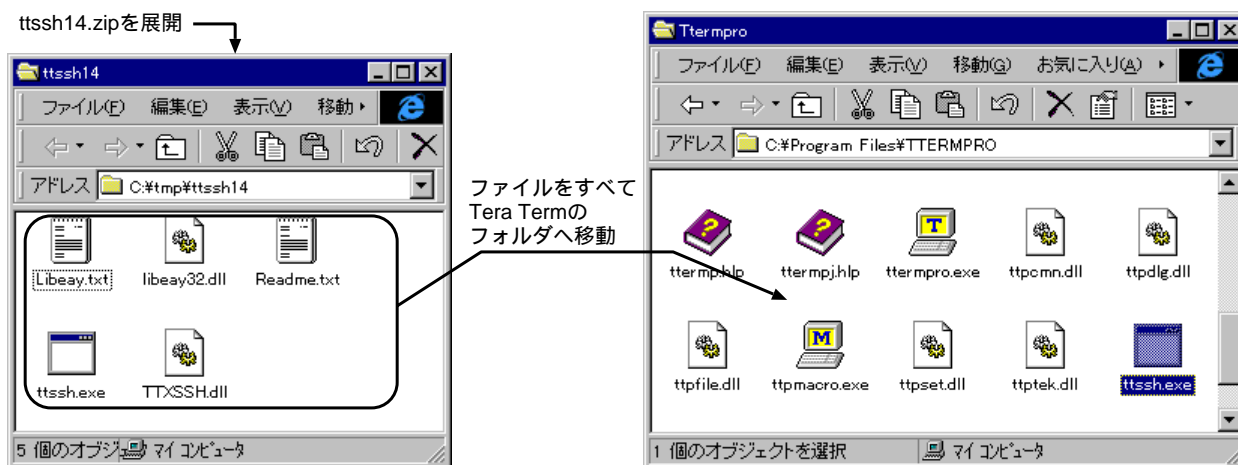 ttssh14.zipを展開
ttssh14
ファイル(F) 編集(E) 表示(V) 移動
アドレス C:¥tmp¥ttssh14
Libeay.txt libeay32.dll Readme.txt
ttssh.exe TTXSSH.dll
5 個のオブジ マイ コンピュータ
ファイルをすべて
Tera Termの
フォルダへ移動
Ttermpro
ファイル(F) 編集(E) 表示(V) 移動(G) お気に入り(A)
アドレス C:¥Program Files¥TTERMPRO
ttermp.hlp ttermpj.hlp ttermpro.exe ttpcmn.dll ttpdlg.dll
ttpfile.dll ttpmacro.exe ttpset.dll ttptek.dll ttssh.exe
1 個のオブジェクトを選択 マイ コンピュータ